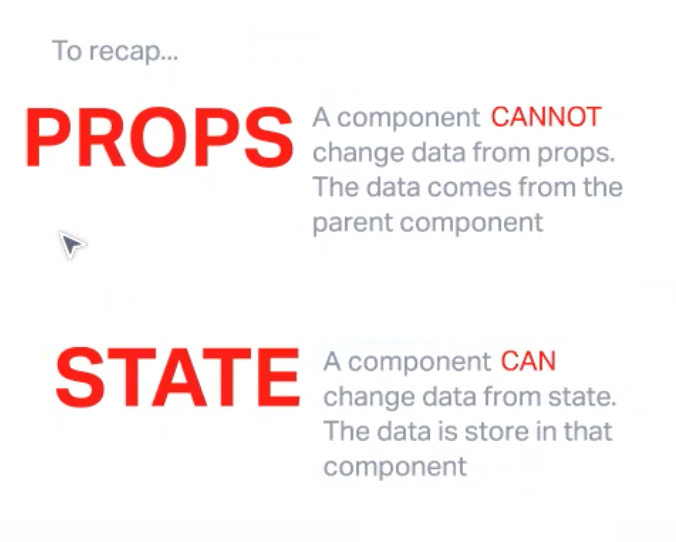 To recap...
PROPS
A component CANNOT
change data from props.
The data comes from the
parent component
STATE
A component CAN
change data from state.
The data is store in that
component